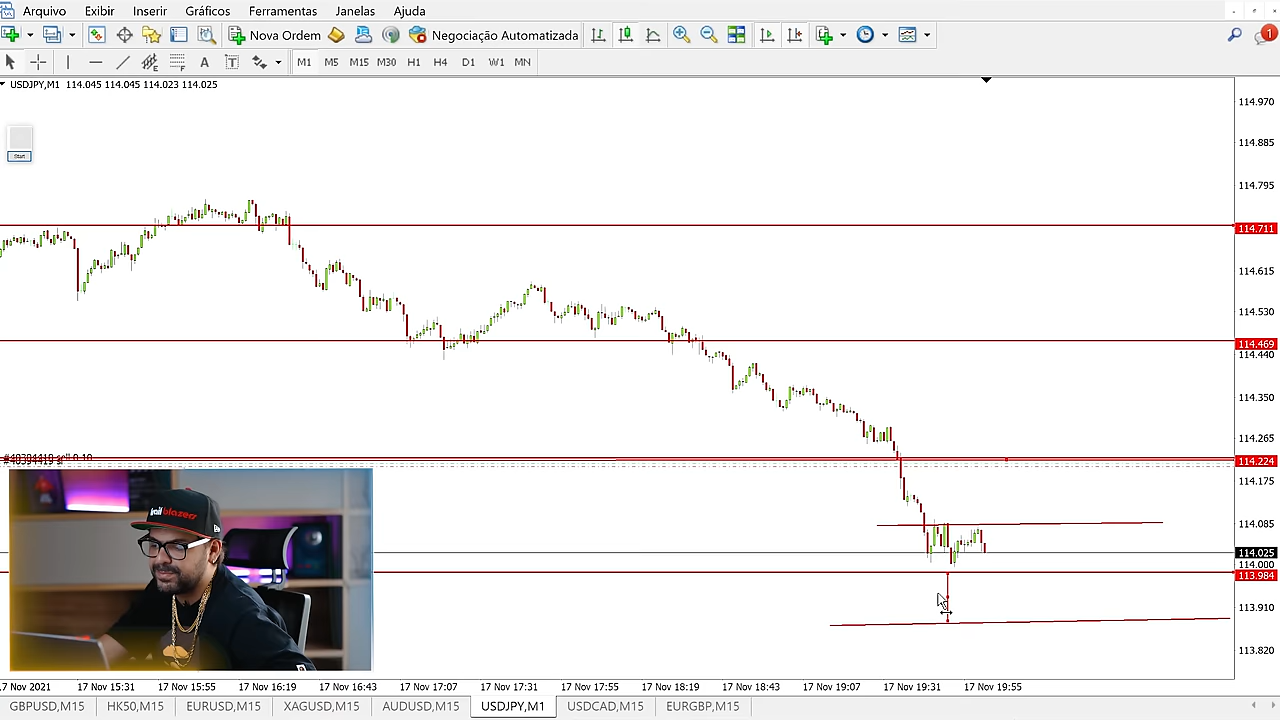 Arquivo Exibir Inserir Gráficos Ferramentas Janelas Ajuda
Nova Ordem Negociação Automatizada 1
A T M1 M5 M15 M30 H1 H4 D1 W1 MN
USDJPY,M1 114.045 114.045 114.023 114.025
114.970
114.885
Start
114.795
114.711
114.615
114.530
114.469
114.440
114.350
114.265
114.224
114.175
114.085
114.025
114.000
113.984
113.910
113.820
trail blazers
17 Nov 2021 17 Nov 15:31 17 Nov 15:55 17 Nov 16:19 17 Nov 16:43 17 Nov 17:07 17 Nov 17:31 17 Nov 17:55 17 Nov 18:19 17 Nov 18:43 17 Nov 19:07 17 Nov 19:31 17 Nov 19:55
GBPUSD,M15 HK50,M15 EURUSD,M15 XAGUSD,M15 AUDUSD,M15 USDJPY,M1 USDCAD,M15 EURGBP,M15